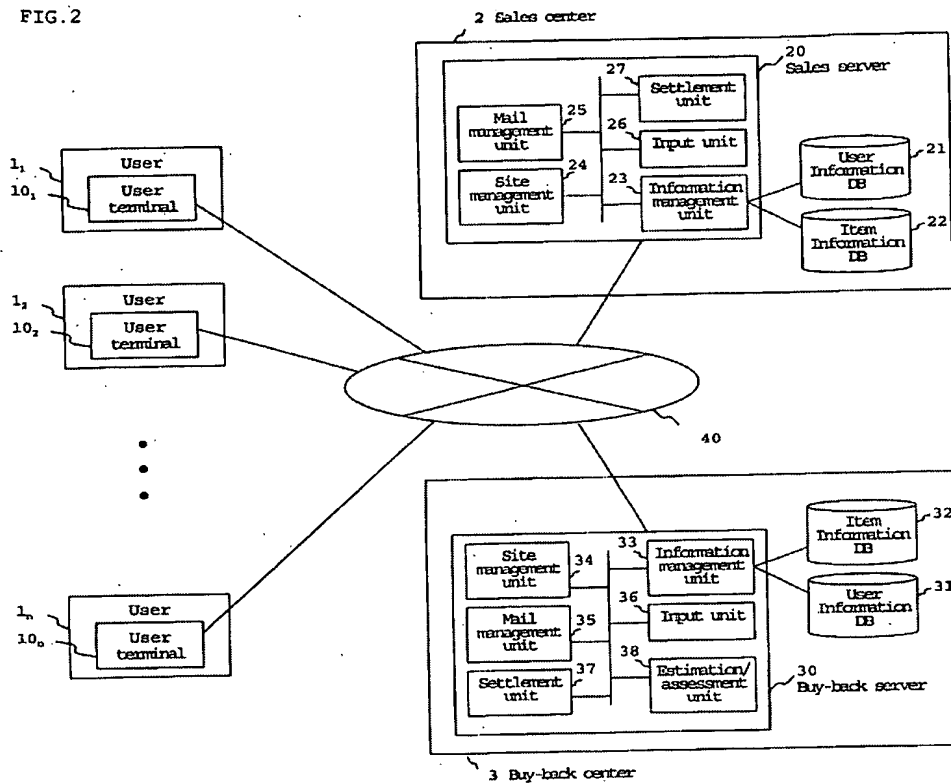 FIG.2
2 Sales center
20
Sales server
27
Settlement
unit
25
Mail
management
unit
26
Input unit
24
Site
management
unit
23
Information
management
unit
21
User
Information
DB
22
Item
Information
DB
1₁
User
10₁
User
terminal
1₂
User
10₂
User
terminal
40
1ₙ
User
10ₙ
User
terminal
32
Item
Information
DB
31
User
Information
DB
34
Site
management
unit
33
Information
management
unit
35
Mail
management
unit
36
Input unit
37
Settlement
unit
38
Estimation/
assessment
unit
30
Buy-back server
3 Buy-back center